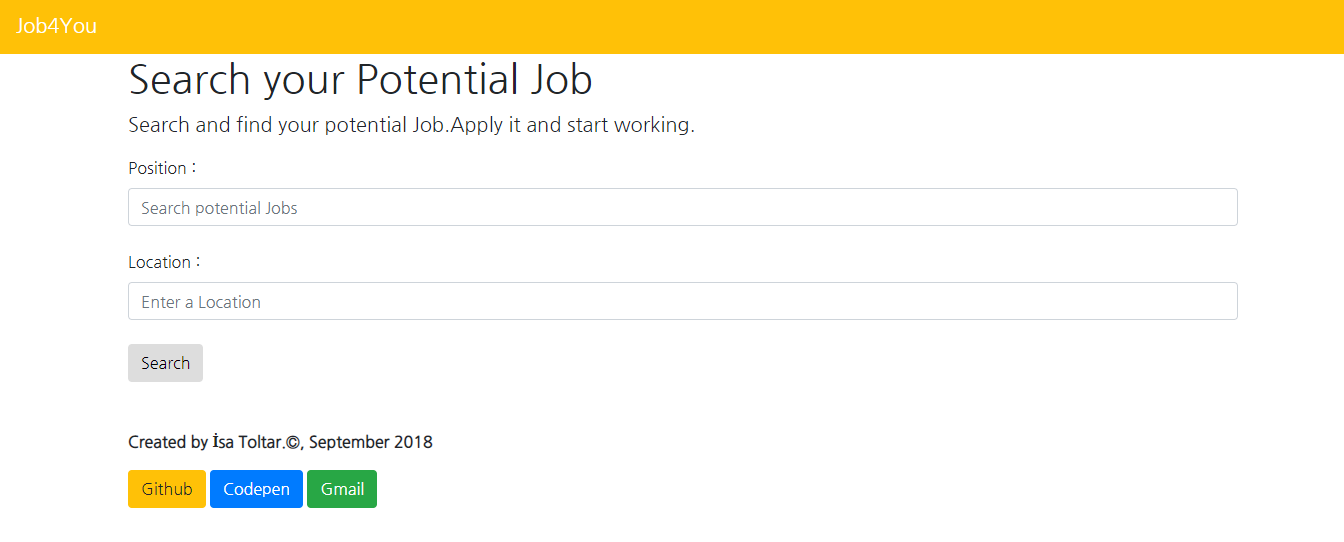 Job4You
Search your Potential Job
Search and find your potential Job.Apply it and start working.
Position :
Search potential Jobs
Location :
Enter a Location
Search
Created by İsa Toltar.©, September 2018
Github Codepen Gmail